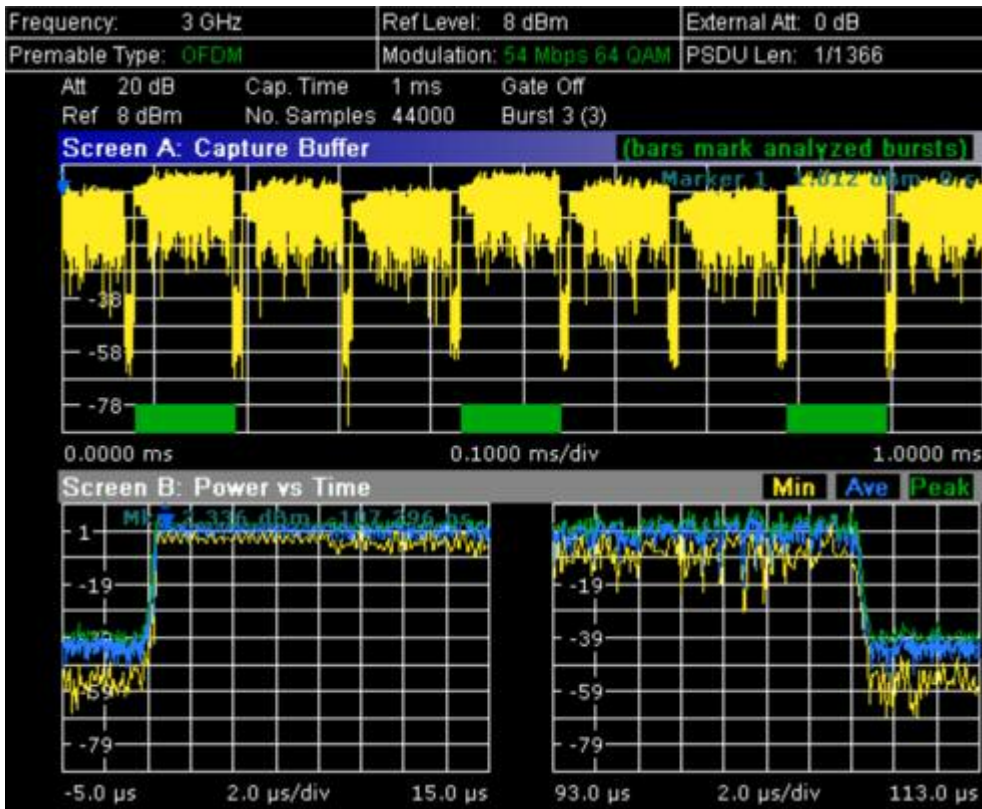 Frequency: 3 GHz Ref Level: 8 dBm External Att: 0 dB
Premable Type: OFDM Modulation: 54 Mbps 64 QAM PSDU Len: 1/1366
Att 20 dB Cap. Time 1 ms Gate Off
Ref 8 dBm No. Samples 44000 Burst 3 (3)
Screen A: Capture Buffer (bars mark analyzed bursts)
Marker 1 1.012 dBm 0 s
-38
-58
-78
0.0000 ms 0.1000 ms/div 1.0000 ms
Screen B: Power vs Time Min Ave Peak
1
-19 -19
-39
-59 -59
-79 -79
-5.0 µs 2.0 µs/div 15.0 µs 93.0 µs 2.0 µs/div 113.0 µs